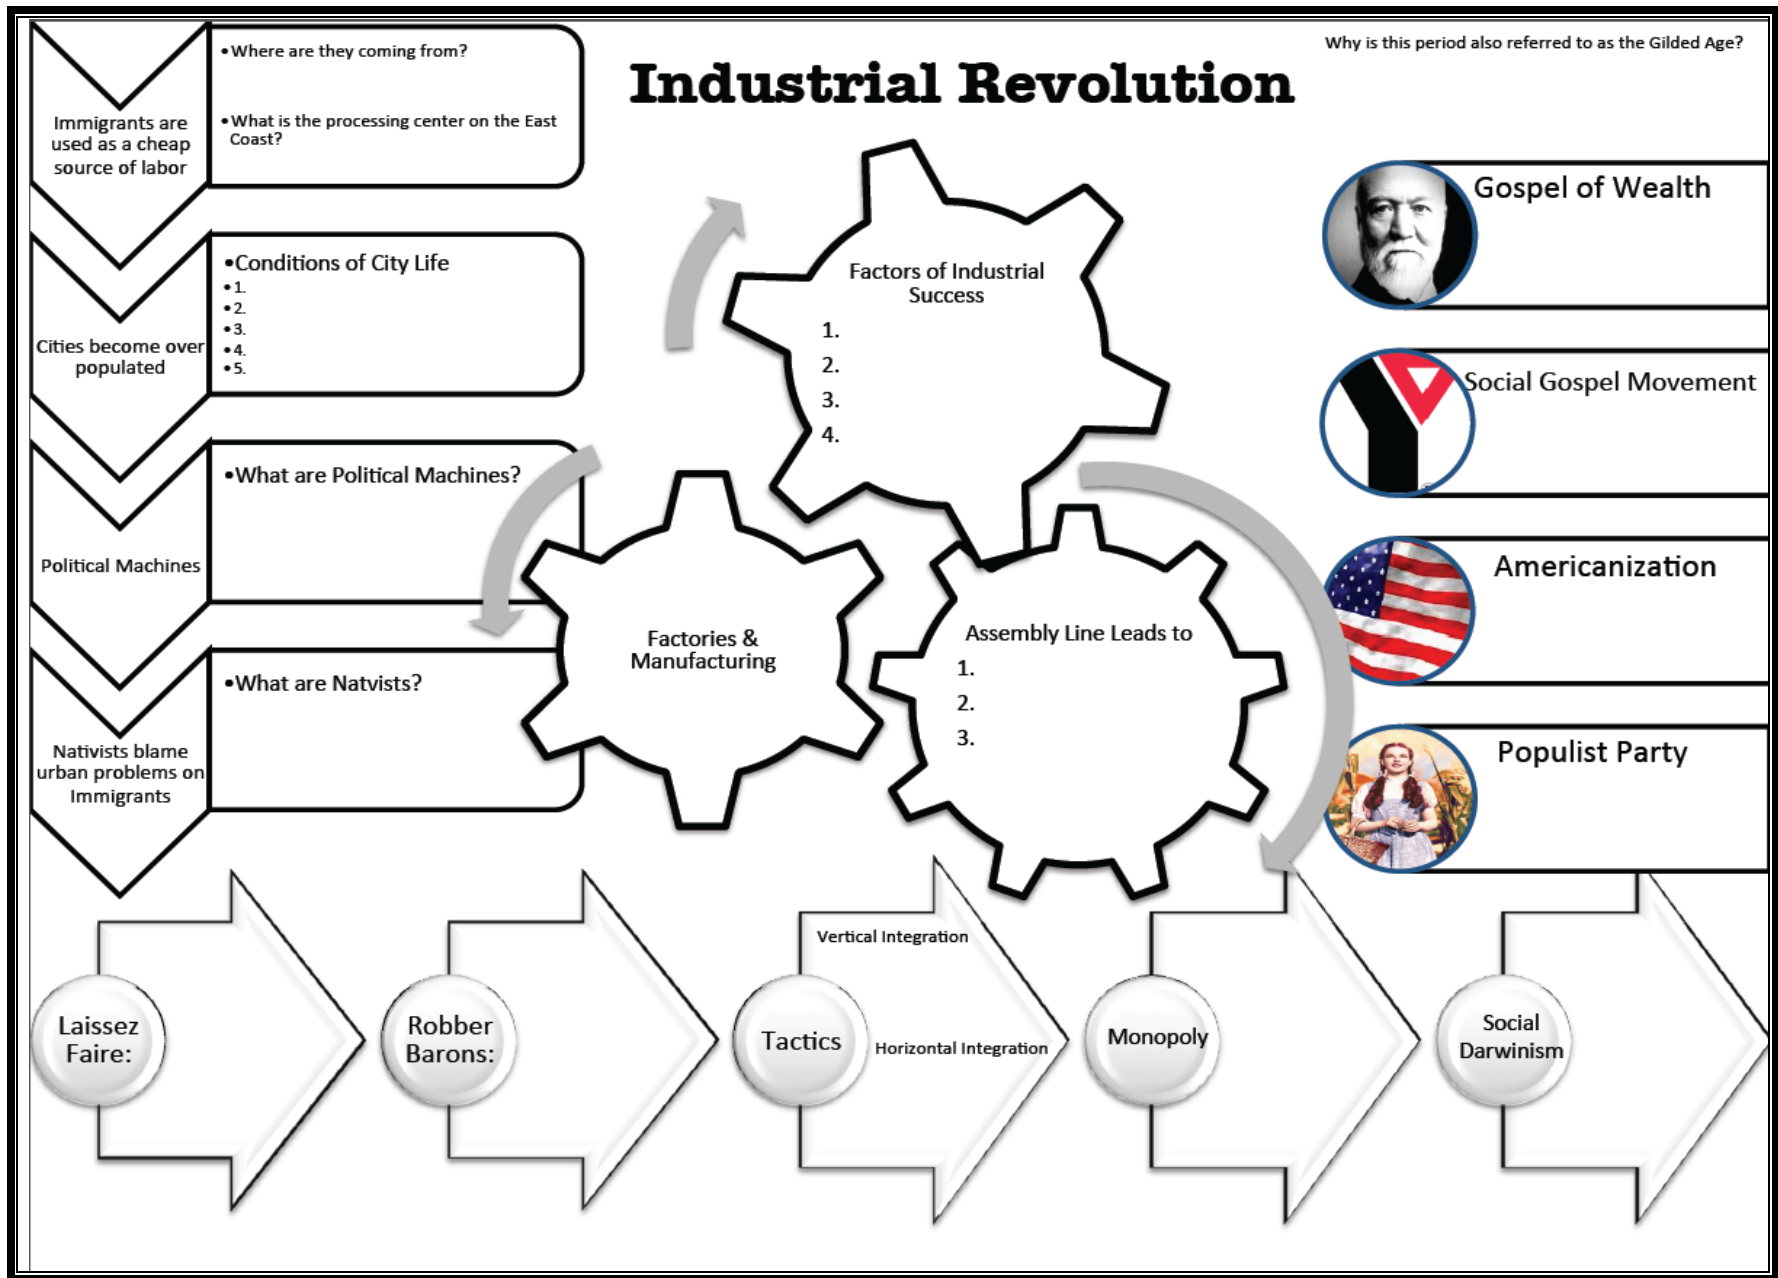 Industrial Revolution
Why is this period also referred to as the Gilded Age?
Immigrants are
used as a cheap
source of labor
•Where are they coming from?
•What is the processing center on the East
Coast?
Cities become over
populated
•Conditions of City Life
•1.
•2.
•3.
•4.
•5.
Political Machines
•What are Political Machines?
Nativists blame
urban problems on
Immigrants
•What are Natvists?
Factors of Industrial
Success
1.
2.
3.
4.
Factories &
Manufacturing
Assembly Line Leads to
1.
2.
3.
Gospel of Wealth
Social Gospel Movement
Americanization
Populist Party
Laissez
Faire:
Robber
Barons:
Tactics
Vertical Integration
Horizontal Integration
Monopoly
Social
Darwinism